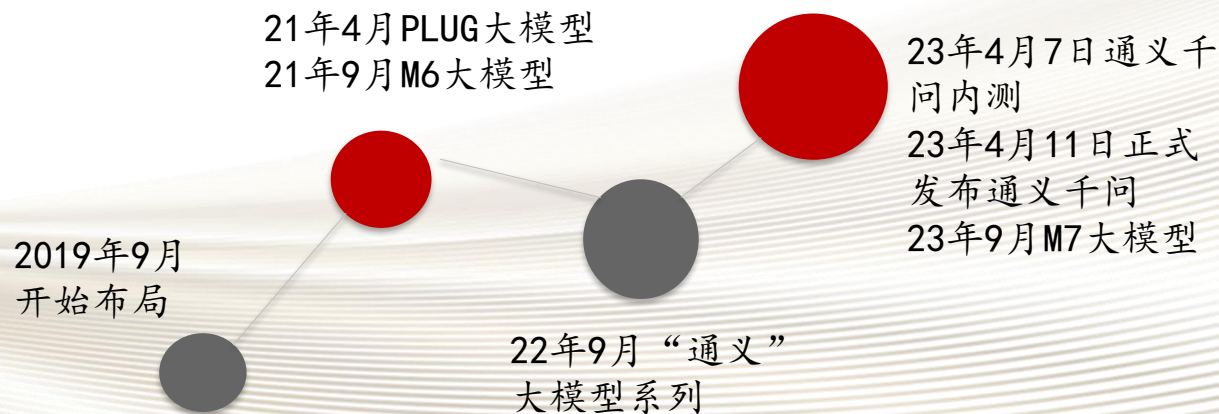 2019年9月
开始布局
21年4月PLUG大模型
21年9月M6大模型
22年9月“通义”
大模型系列
23年4月7日通义千
问内测
23年4月11日正式
发布通义千问
23年9月M7大模型